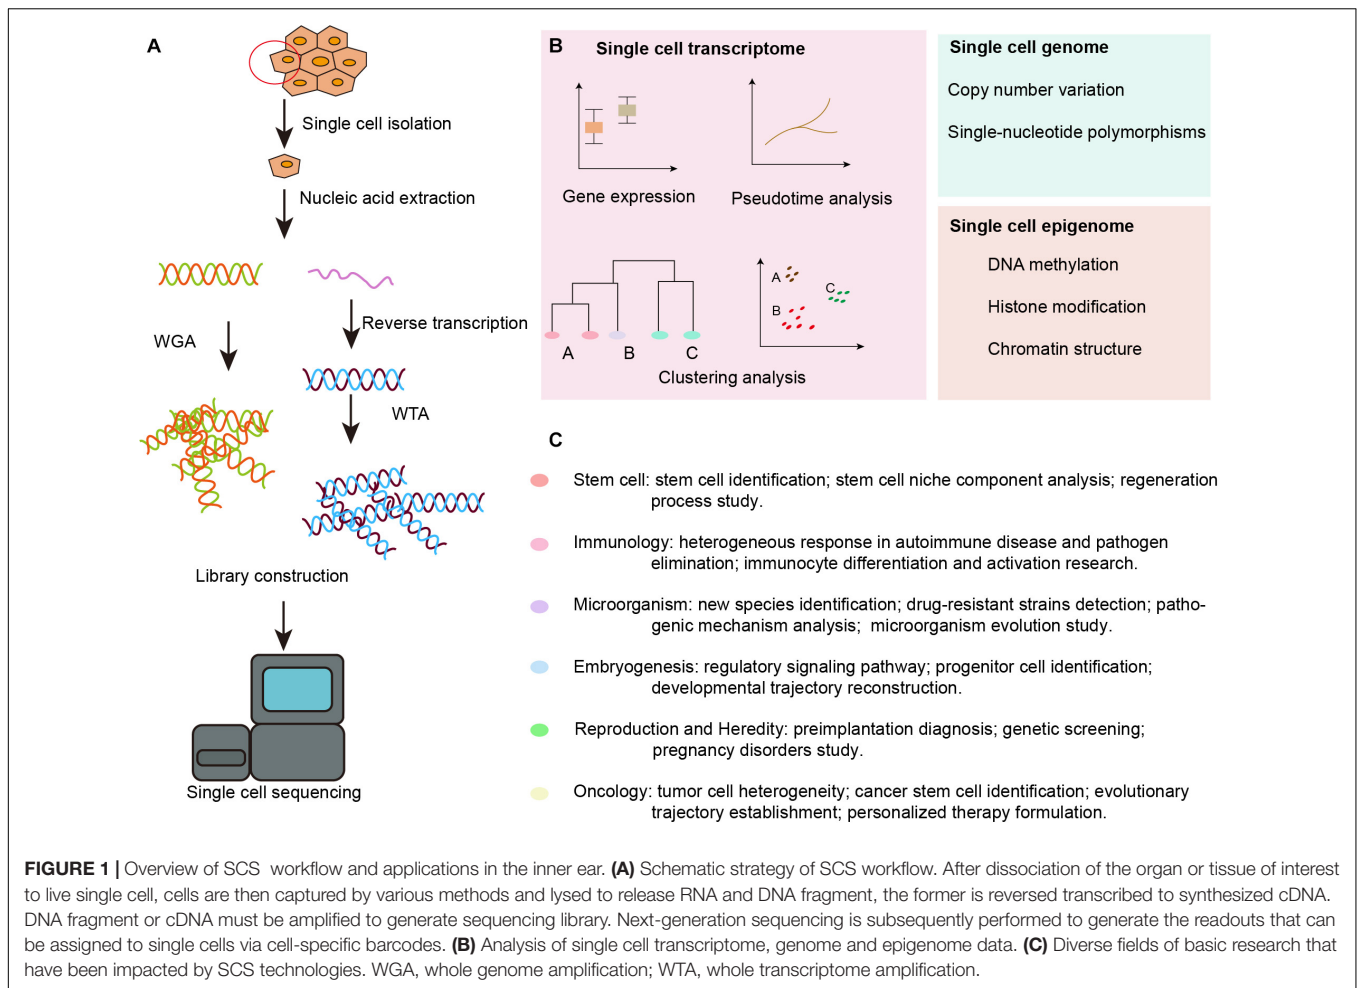 A
Single cell isolation
Nucleic acid extraction
WGA
Reverse transcription
WTA
Library construction
Single cell sequencing
B
Single cell transcriptome
Gene expression
Pseudotime analysis
A
B
C
A
B
C
Clustering analysis
Single cell genome
Copy number variation
Single-nucleotide polymorphisms
Single cell epigenome
DNA methylation
Histone modification
Chromatin structure
C
Stem cell: stem cell identification; stem cell niche component analysis; regeneration
process study.
Immunology: heterogeneous response in autoimmune disease and pathogen
elimination; immunocyte differentiation and activation research.
Microorganism: new species identification; drug-resistant strains detection; patho-
genic mechanism analysis; microorganism evolution study.
Embryogenesis: regulatory signaling pathway; progenitor cell identification;
developmental trajectory reconstruction.
Reproduction and Heredity: preimplantation diagnosis; genetic screening;
pregnancy disorders study.
Oncology: tumor cell heterogeneity; cancer stem cell identification; evolutionary
trajectory establishment; personalized therapy formulation.
FIGURE 1 | Overview of SCS workflow and applications in the inner ear. (A) Schematic strategy of SCS workflow. After dissociation of the organ or tissue of interest
to live single cell, cells are then captured by various methods and lysed to release RNA and DNA fragment, the former is reversed transcribed to synthesized cDNA.
DNA fragment or cDNA must be amplified to generate sequencing library. Next-generation sequencing is subsequently performed to generate the readouts that can
be assigned to single cells via cell-specific barcodes. (B) Analysis of single cell transcriptome, genome and epigenome data. (C) Diverse fields of basic research that
have been impacted by SCS technologies. WGA, whole genome amplification; WTA, whole transcriptome amplification.